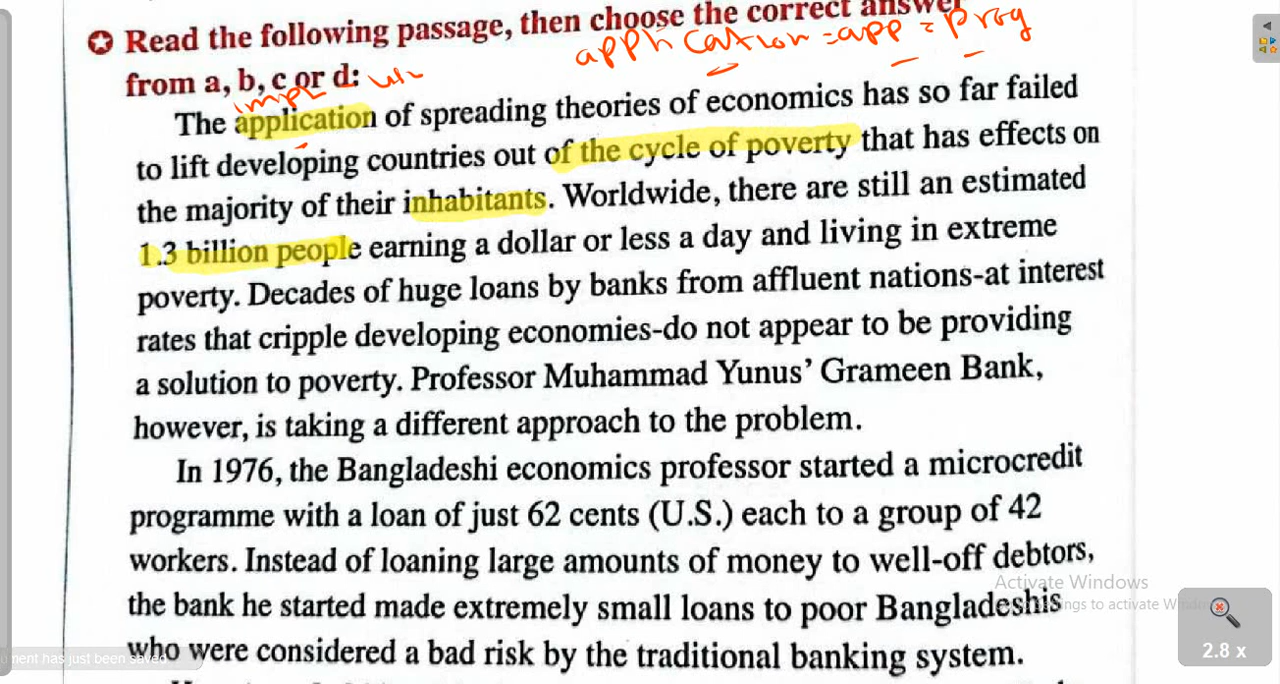 ✪ Read the following passage, then choose the correct answer
application = app = prog
from a, b, c or d:
The application of spreading theories of economics has so far failed
to lift developing countries out of the cycle of poverty that has effects on
the majority of their inhabitants. Worldwide, there are still an estimated
1.3 billion people earning a dollar or less a day and living in extreme
poverty. Decades of huge loans by banks from affluent nations-at interest
rates that cripple developing economies-do not appear to be providing
a solution to poverty. Professor Muhammad Yunus’ Grameen Bank,
however, is taking a different approach to the problem.
In 1976, the Bangladeshi economics professor started a microcredit
programme with a loan of just 62 cents (U.S.) each to a group of 42
workers. Instead of loaning large amounts of money to well-off debtors,
the bank he started made extremely small loans to poor Bangladeshis
who were considered a bad risk by the traditional banking system.
Activate Windows
ings to activate
ument has just been saved
2.8 x